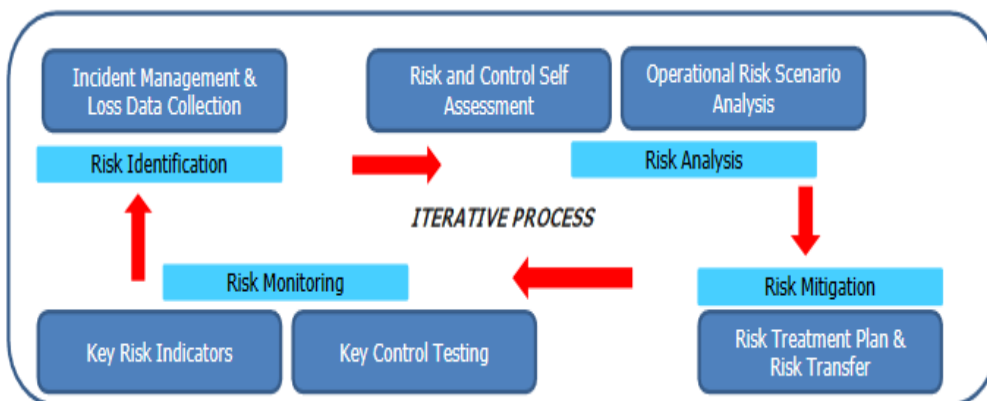 Incident Management &
Loss Data Collection
Risk and Control Self
Assessment
Operational Risk Scenario
Analysis
Risk Identification
Risk Analysis
ITERATIVE PROCESS
Risk Monitoring
Risk Mitigation
Key Risk Indicators
Key Control Testing
Risk Treatment Plan &
Risk Transfer